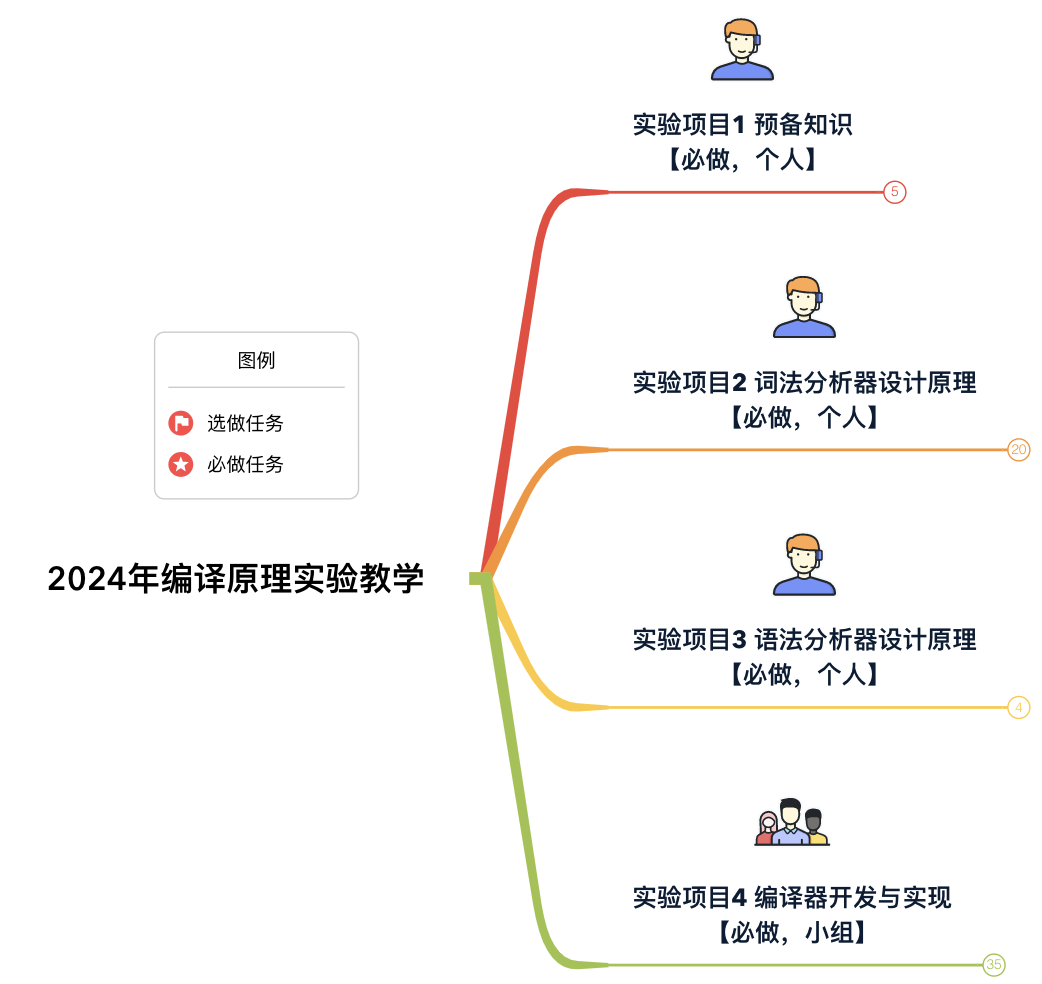 实验项目1 预备知识
【必做，个人】
5
实验项目2 词法分析器设计原理
【必做，个人】
20
图例
选做任务
必做任务
2024年编译原理实验教学
实验项目3 语法分析器设计原理
【必做，个人】
4
实验项目4 编译器开发与实现
【必做，小组】
35